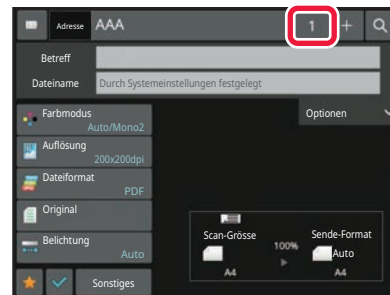 Adresse AAA 1 +
Betreff
Dateiname Durch Systemeinstellungen festgelegt
Optionen
Farbmodus
Auto/Mono2
Auflösung
200x200dpi
Dateiformat
PDF
Original
Belichtung
Auto
Scan-Grösse
A4
100%
Sende-Format
Auto
A4
Sonstiges